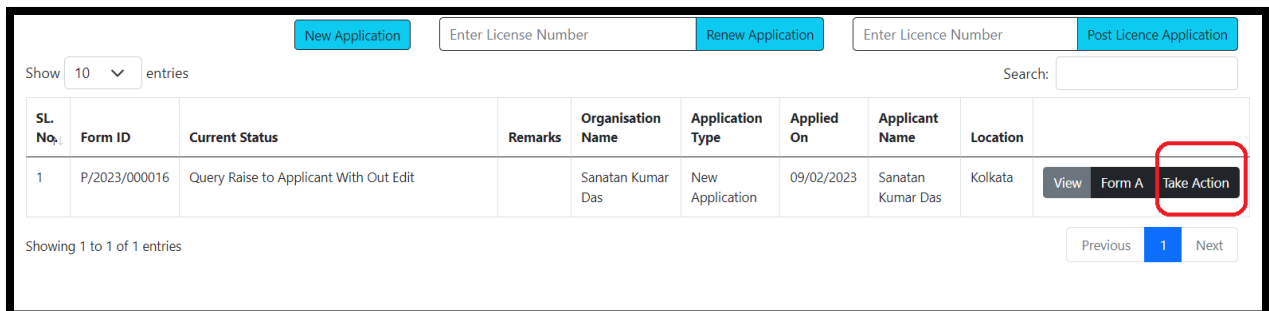 New Application Enter License Number Renew Application Enter Licence Number Post Licence Application
Show 10 entries Search:
SL. No. Form ID Current Status Remarks Organisation Name Application Type Applied On Applicant Name Location
1 P/2023/000016 Query Raise to Applicant With Out Edit Sanatan Kumar Das New Application 09/02/2023 Sanatan Kumar Das Kolkata View Form A Take Action
Showing 1 to 1 of 1 entries Previous 1 Next